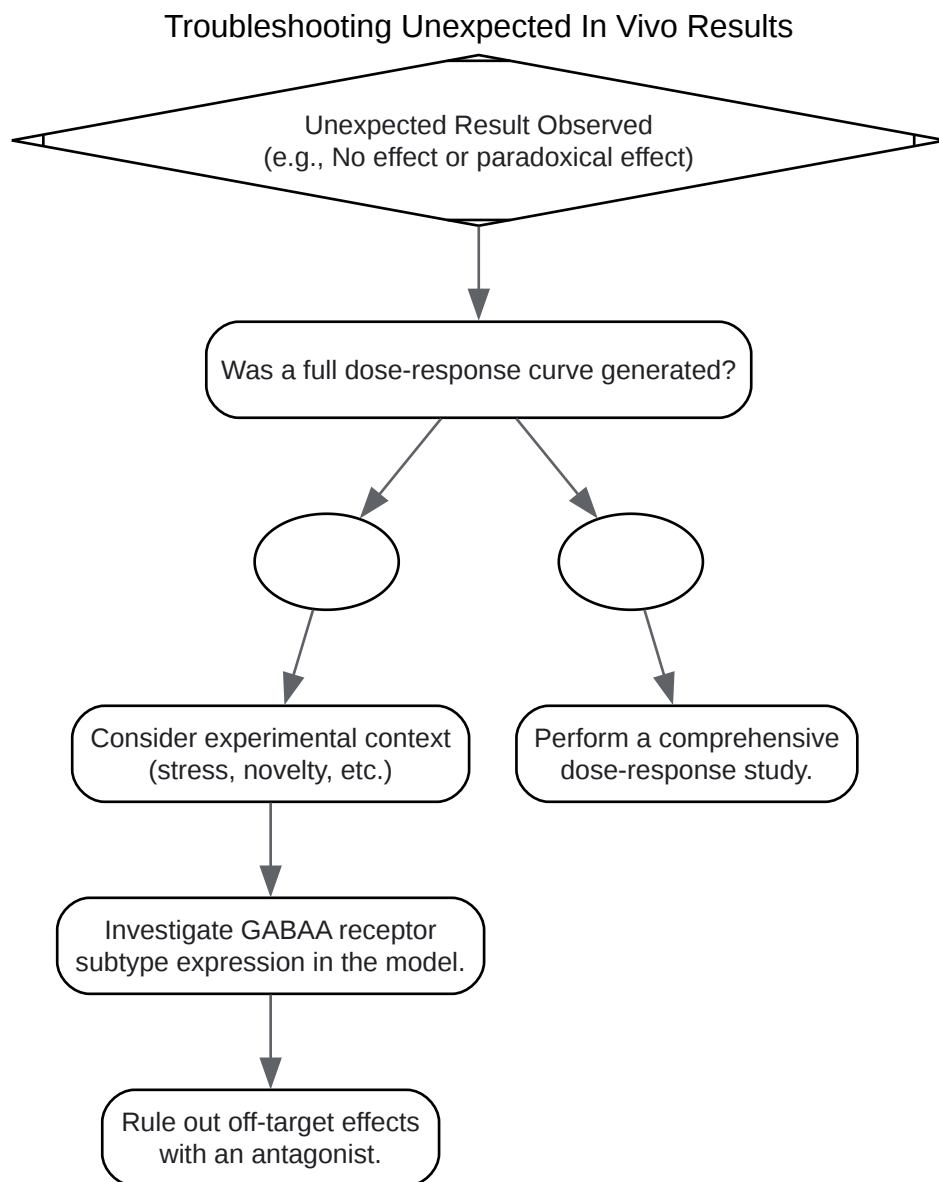 Troubleshooting Unexpected In Vivo Results
Unexpected Result Observed
(e.g., No effect or paradoxical effect)
Was a full dose-response curve generated?
Consider experimental context
(stress, novelty, etc.)
Perform a comprehensive
dose-response study.
Investigate GABAA receptor
subtype expression in the model.
Rule out off-target effects
with an antagonist.